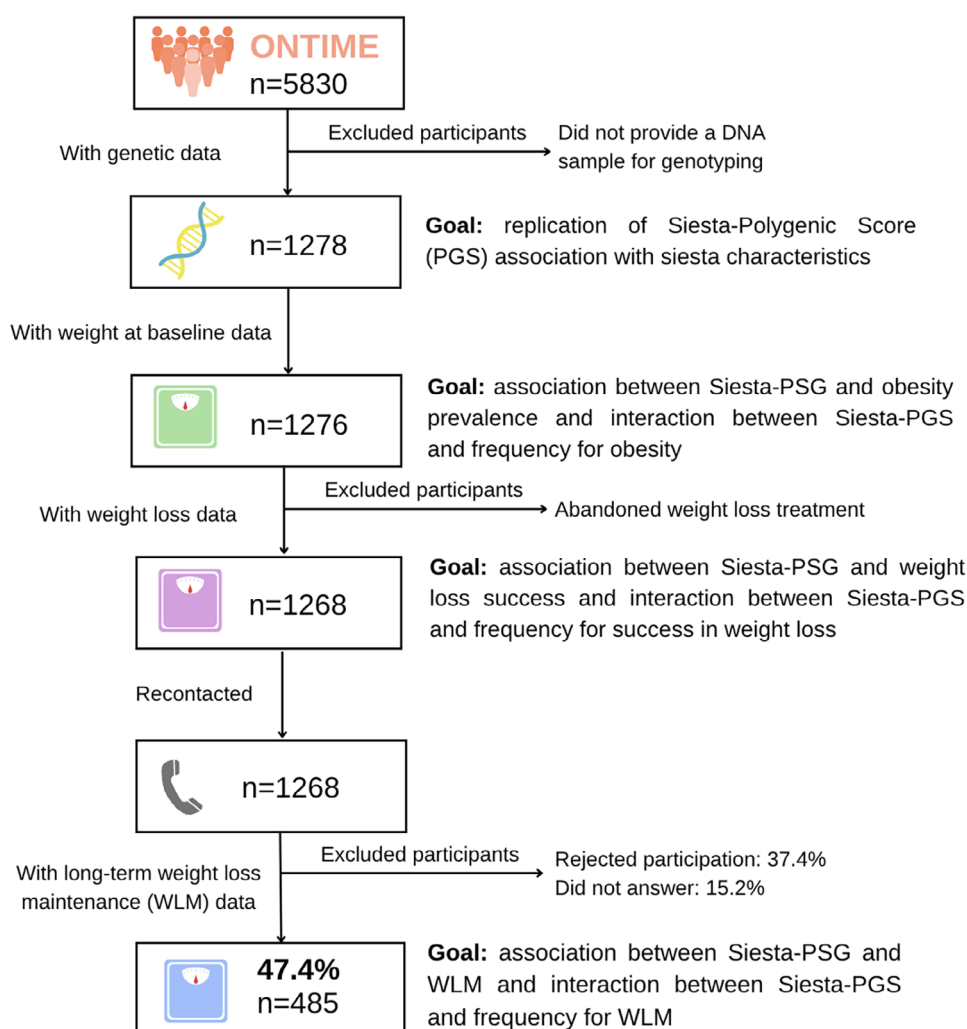 ONTIME
n=5830
Excluded participants
Did not provide a DNA
sample for genotyping
With genetic data
n=1278
Goal: replication of Siesta-Polygenic Score
(PGS) association with siesta characteristics
With weight at baseline data
n=1276
Goal: association between Siesta-PSG and obesity
prevalence and interaction between Siesta-PGS
and frequency for obesity
Excluded participants
Abandoned weight loss treatment
With weight loss data
n=1268
Goal: association between Siesta-PSG and weight
loss success and interaction between Siesta-PGS
and frequency for success in weight loss
Recontacted
n=1268
Excluded participants
Rejected participation: 37.4%
Did not answer: 15.2%
With long-term weight loss
maintenance (WLM) data
47.4%
n=485
Goal: association between Siesta-PSG and
WLM and interaction between Siesta-PGS
and frequency for WLM